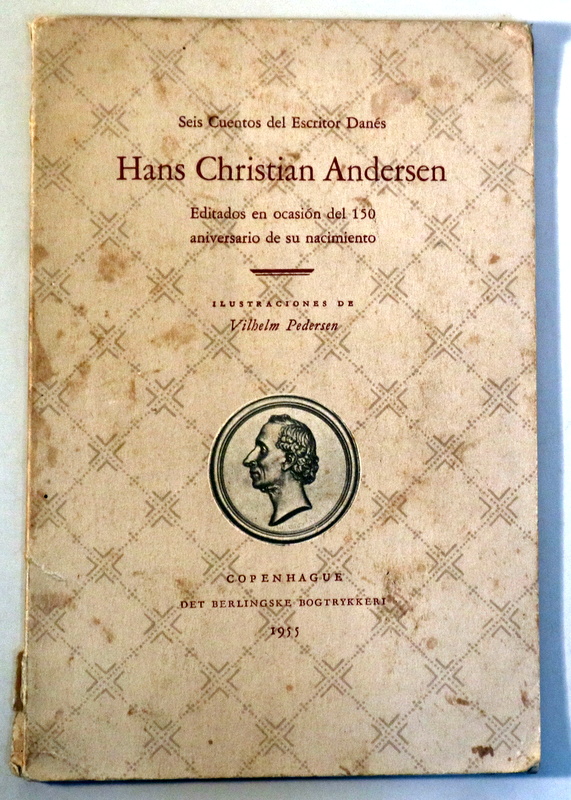 Seis Cuentos del Escritor Danés
Hans Christian Andersen
Editados en ocasión del 150
aniversario de su nacimiento
ILUSTRACIONES DE
Vilhelm Pedersen
COPENHAGUE
DET BERLINGSKE BOGTRYKKERI
1955